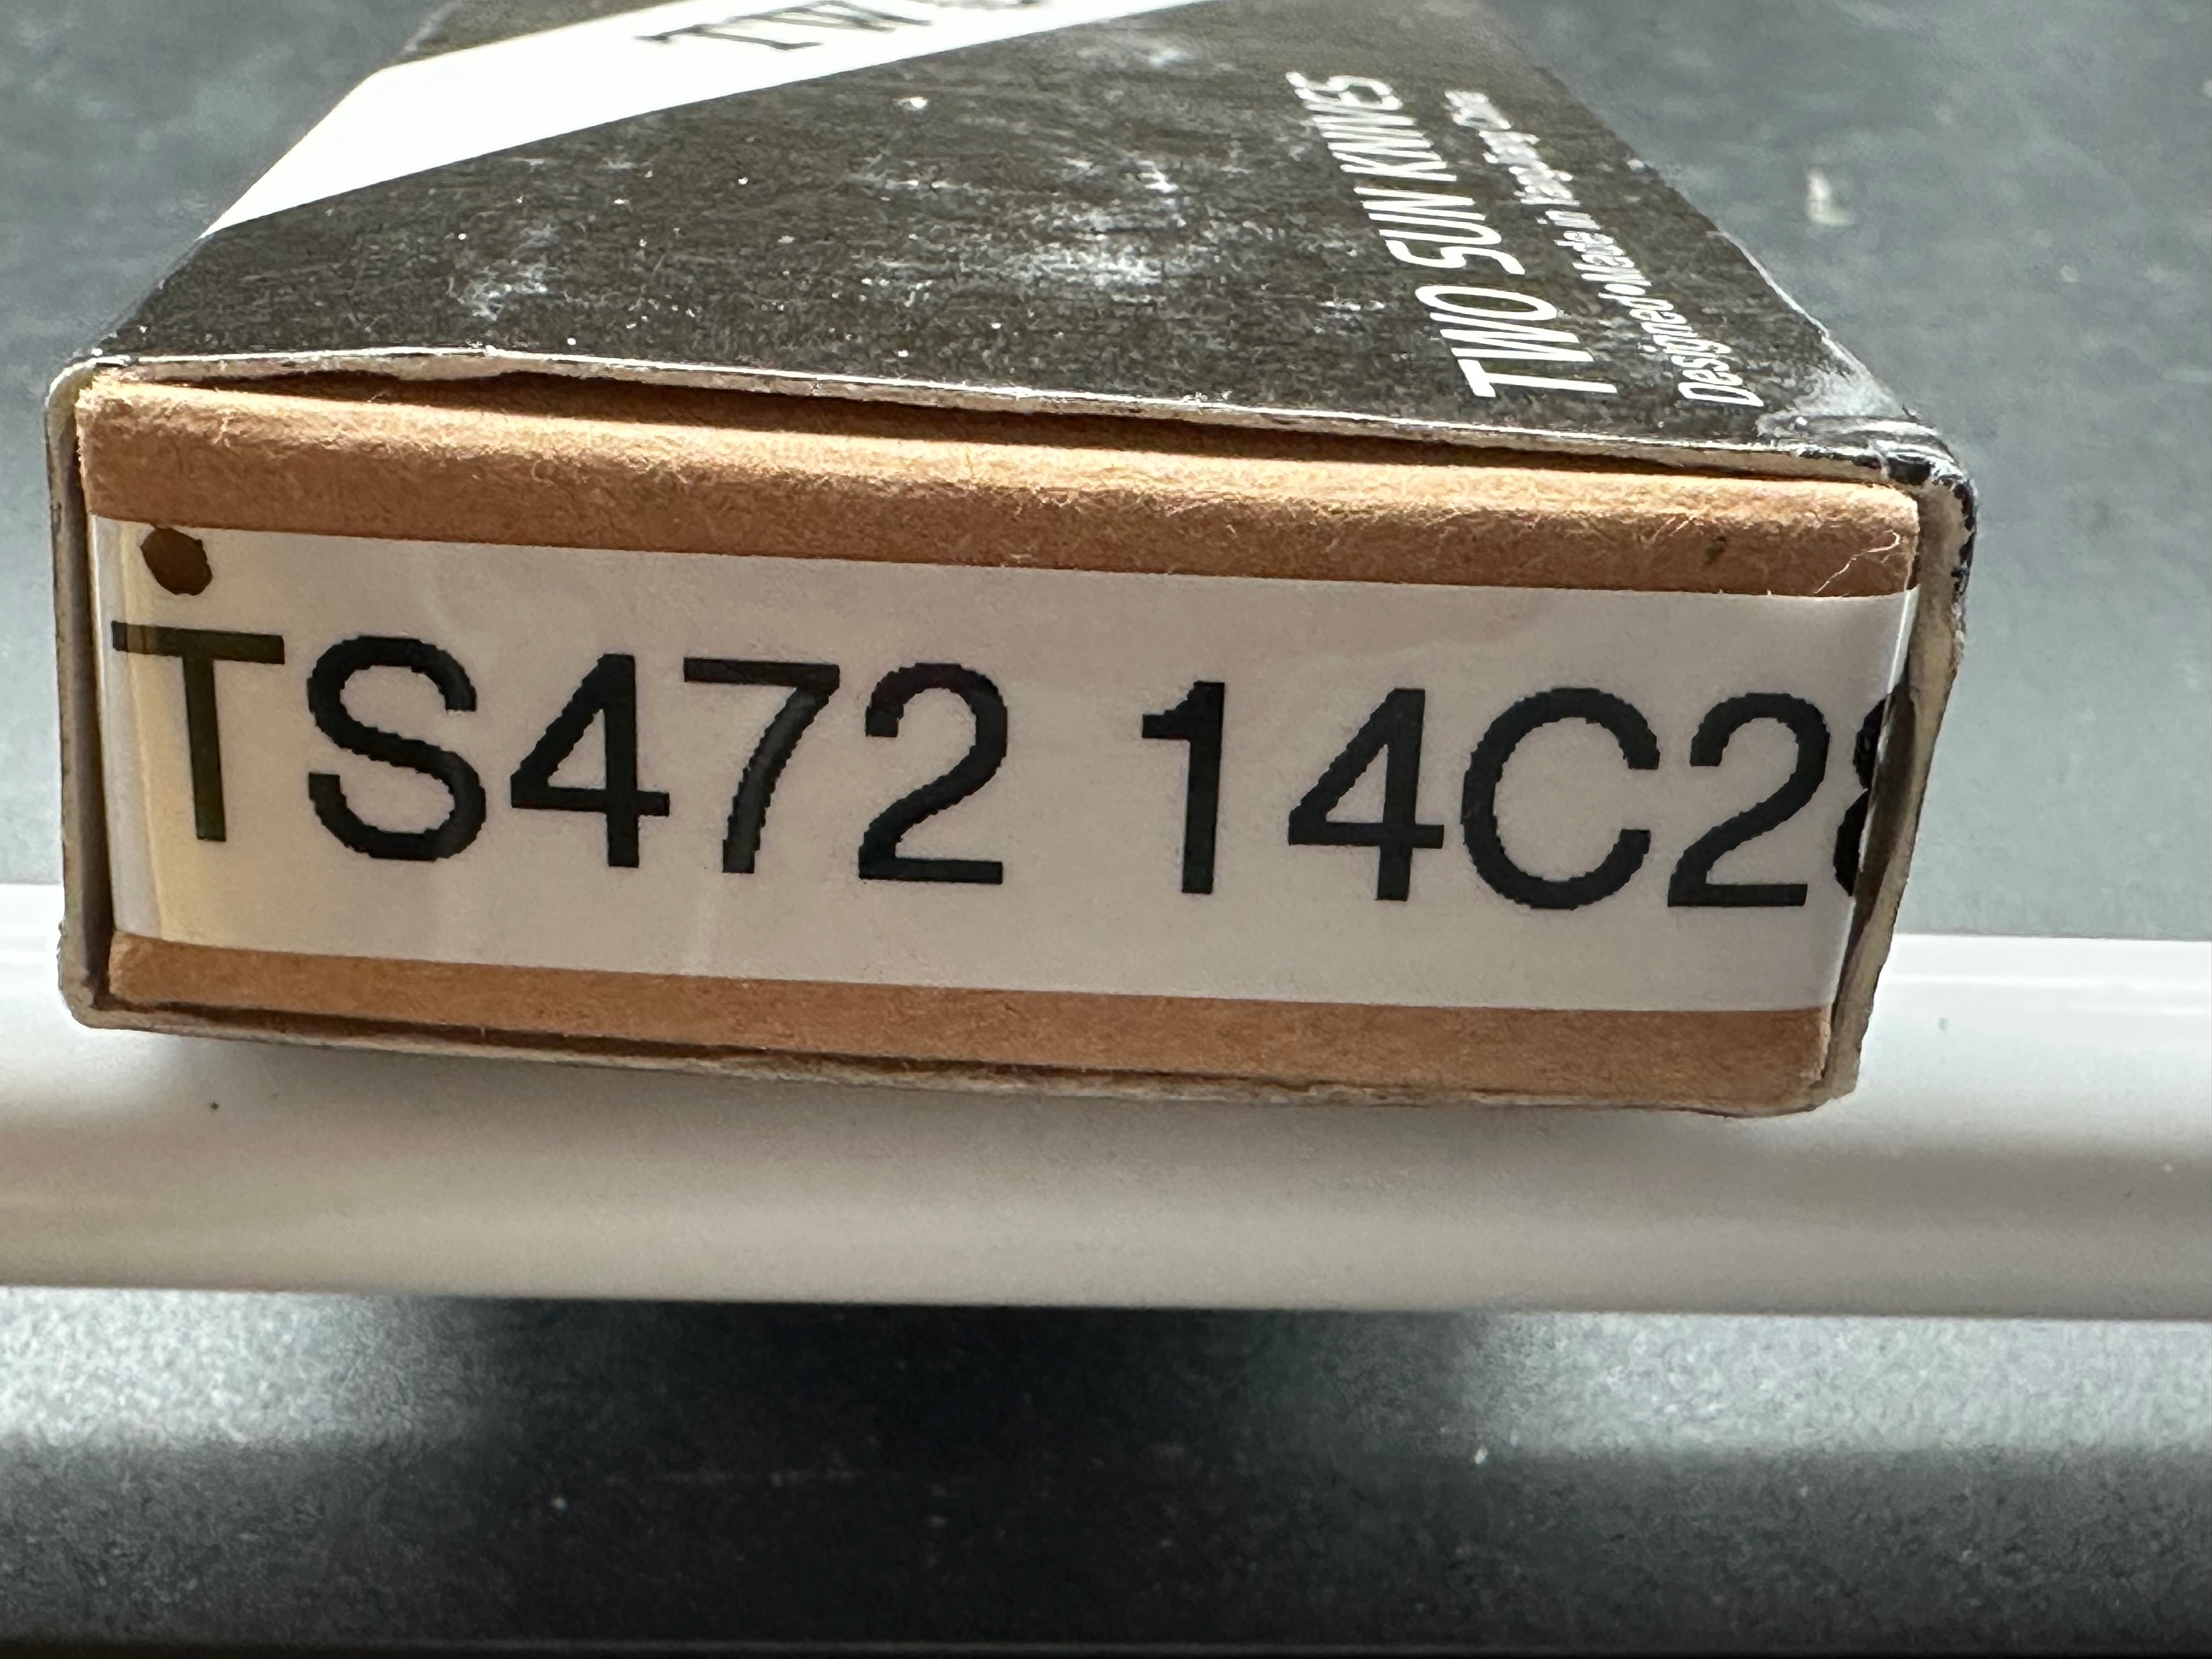 TWO SUN KNIVES
TS472 14C28